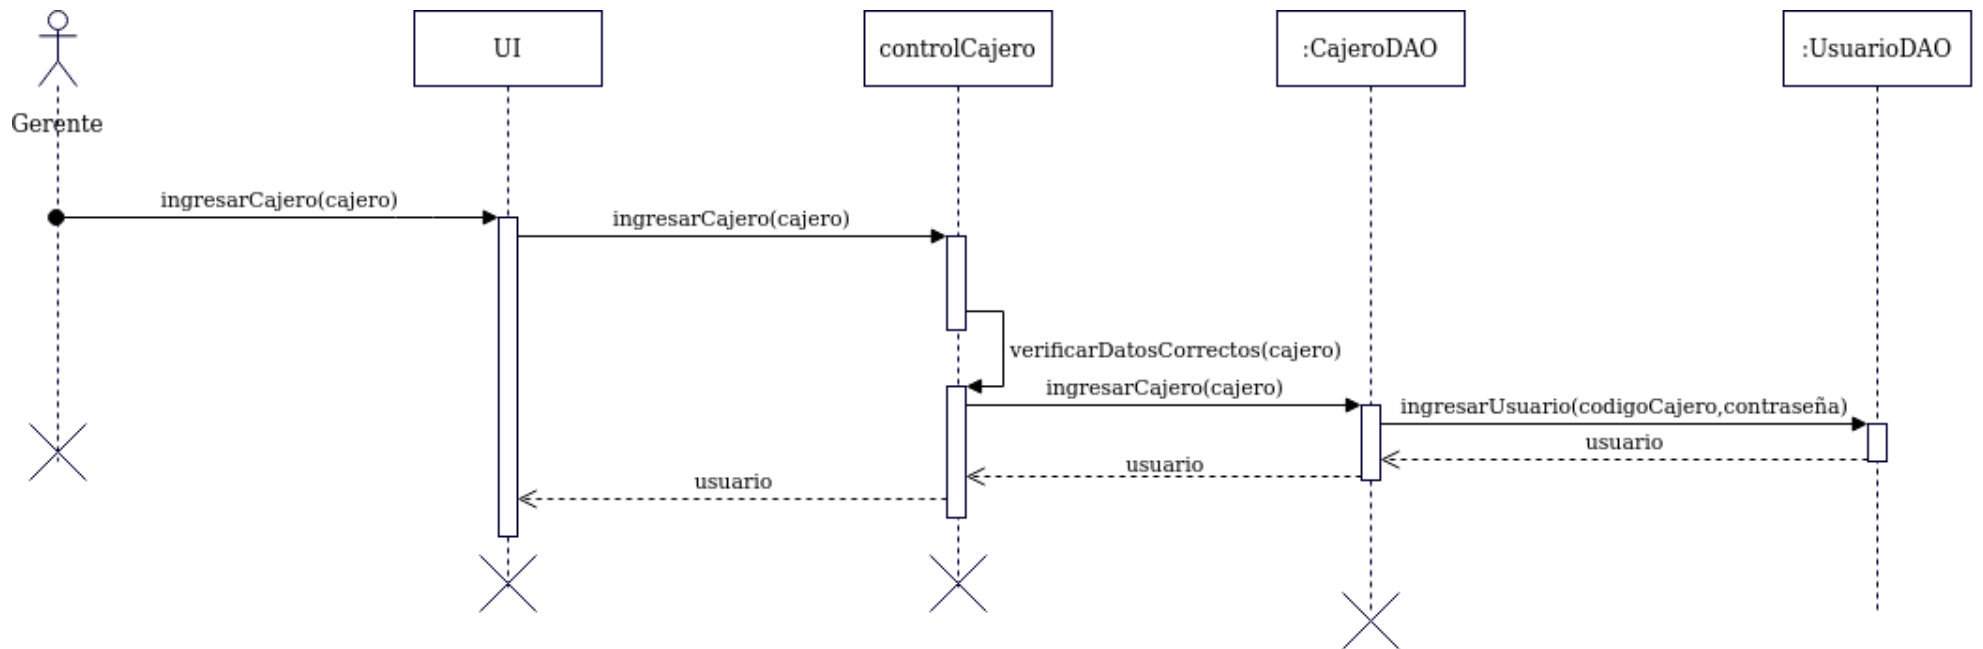 UI
controlCajero
:CajeroDAO
:UsuarioDAO
Gerente
ingresarCajero(cajero)
ingresarCajero(cajero)
verificarDatosCorrectos(cajero)
ingresarCajero(cajero)
ingresarUsuario(codigoCajero,contraseña)
usuario
usuario
usuario